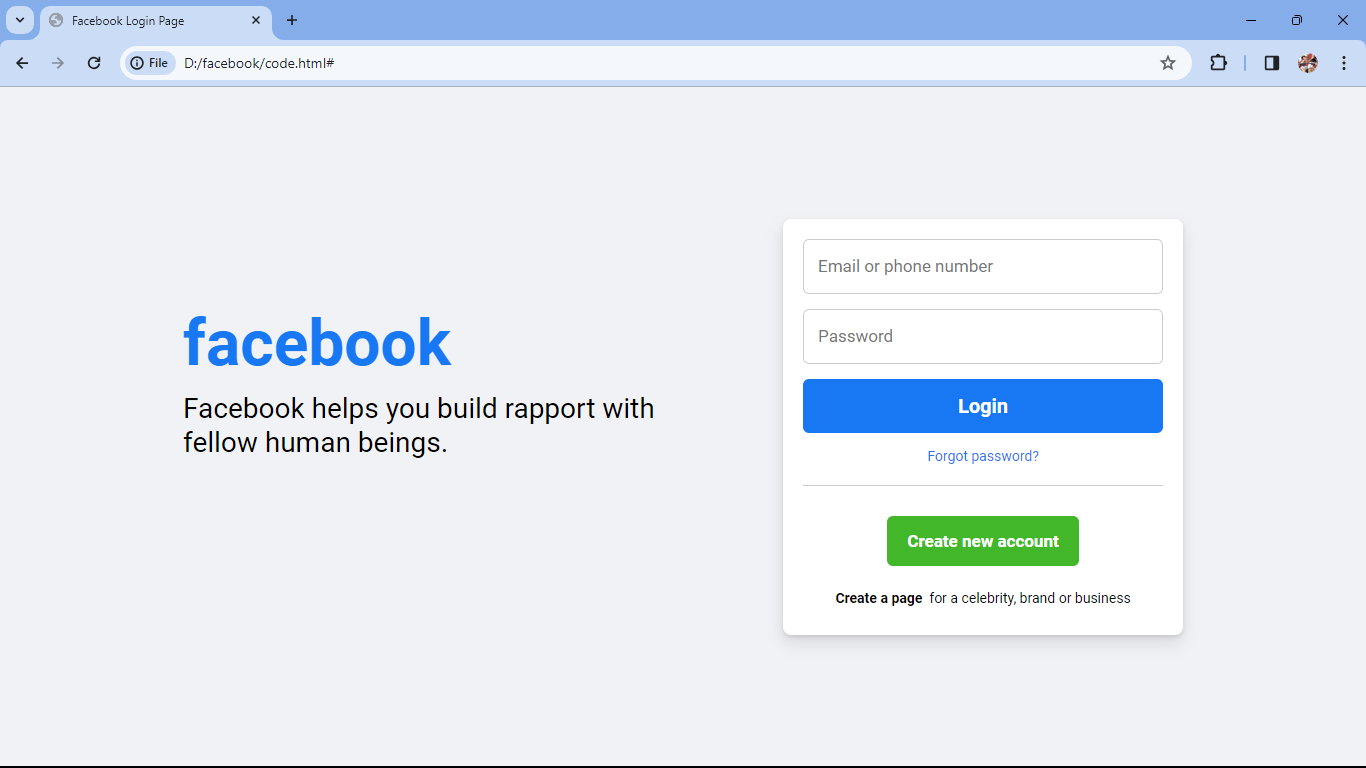 Facebook Login Page
File
D:/facebook/code.html#
facebook
Facebook helps you build rapport with
fellow human beings.
Email or phone number
Password
Login
Forgot password?
Create new account
Create a page for a celebrity, brand or business